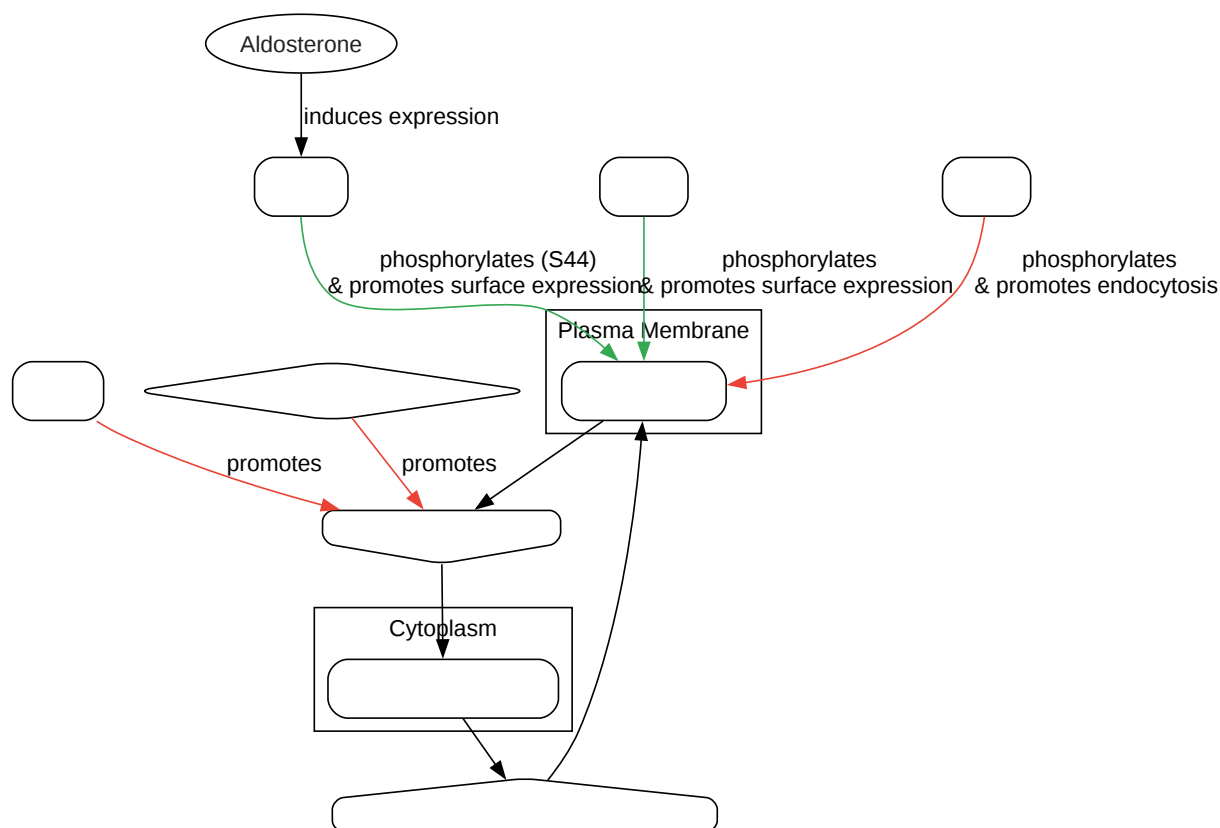 Aldosterone
induces expression
phosphorylates (S44)
& promotes surface expression
phosphorylates
& promotes surface expression
phosphorylates
& promotes endocytosis
Plasma Membrane
promotes
promotes
Cytoplasm